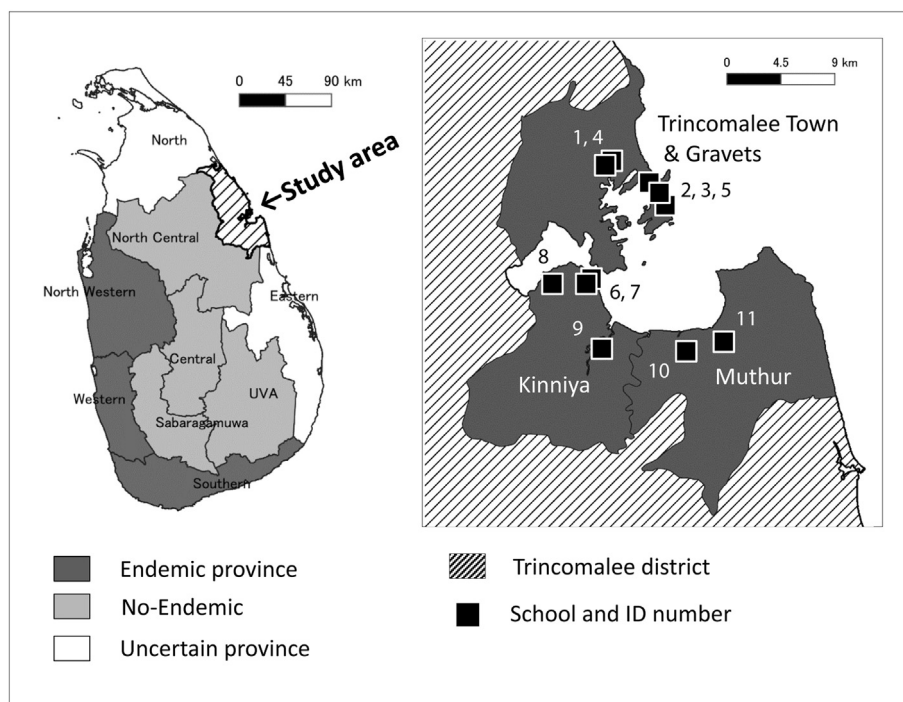 0 45 90 km
North
←Study area
North Central
North Western
Eastern
Central
Western
UVA
Sabaragamuwa
Southern
0 4.5 9 km
Trincomalee Town
& Gravets
1, 4
2, 3, 5
8
6, 7
9
11
10
Kinniya
Muthur
Endemic province
No-Endemic
Uncertain province
Trincomalee district
School and ID number